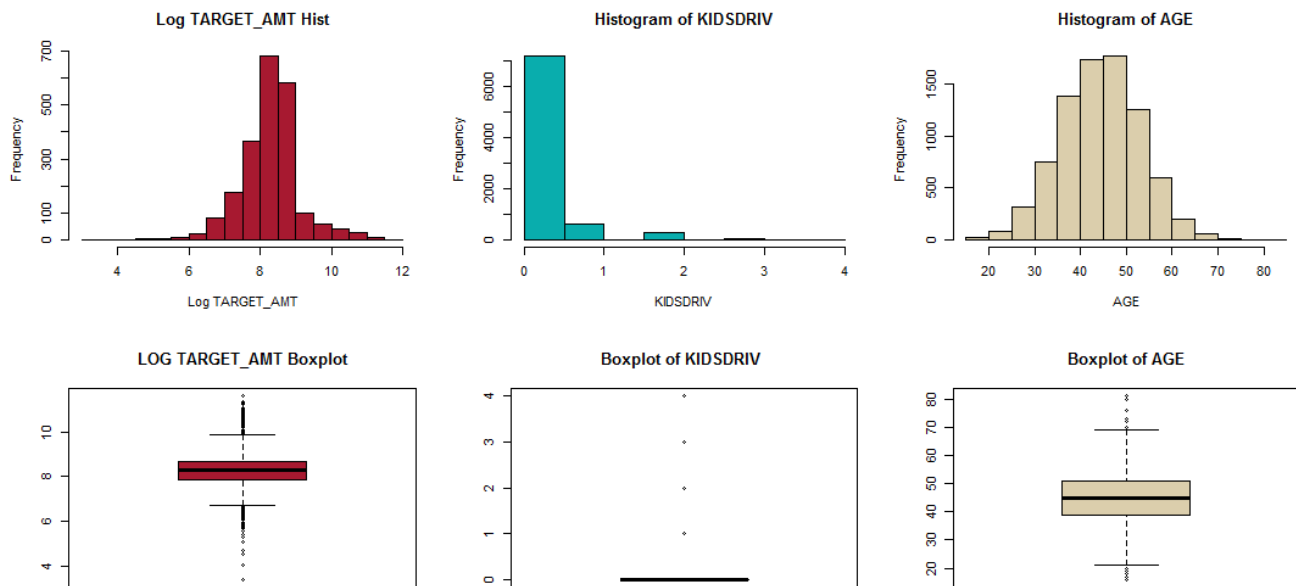 Log TARGET_AMT Hist
Frequency
700
500
300
100
0
4 6 8 10 12
Log TARGET_AMT
Histogram of KIDSDRIV
Frequency
6000
4000
2000
0
0 1 2 3 4
KIDSDRIV
Histogram of AGE
Frequency
1500
1000
500
0
20 30 40 50 60 70 80
AGE
LOG TARGET_AMT Boxplot
10
8
6
4
Boxplot of KIDSDRIV
4
3
2
1
0
Boxplot of AGE
80
70
60
50
40
30
20